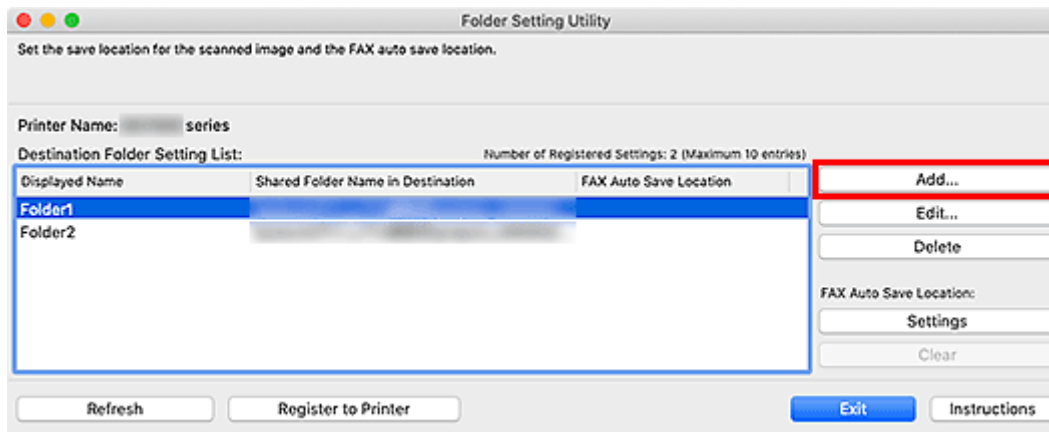 Folder Setting Utility
Set the save location for the scanned image and the FAX auto save location.
Printer Name: series
Destination Folder Setting List:
Number of Registered Settings: 2 (Maximum 10 entries)
Displayed Name Shared Folder Name in Destination FAX Auto Save Location
Folder1
Folder2
Add...
Edit...
Delete
FAX Auto Save Location:
Settings
Clear
Refresh Register to Printer Exit Instructions